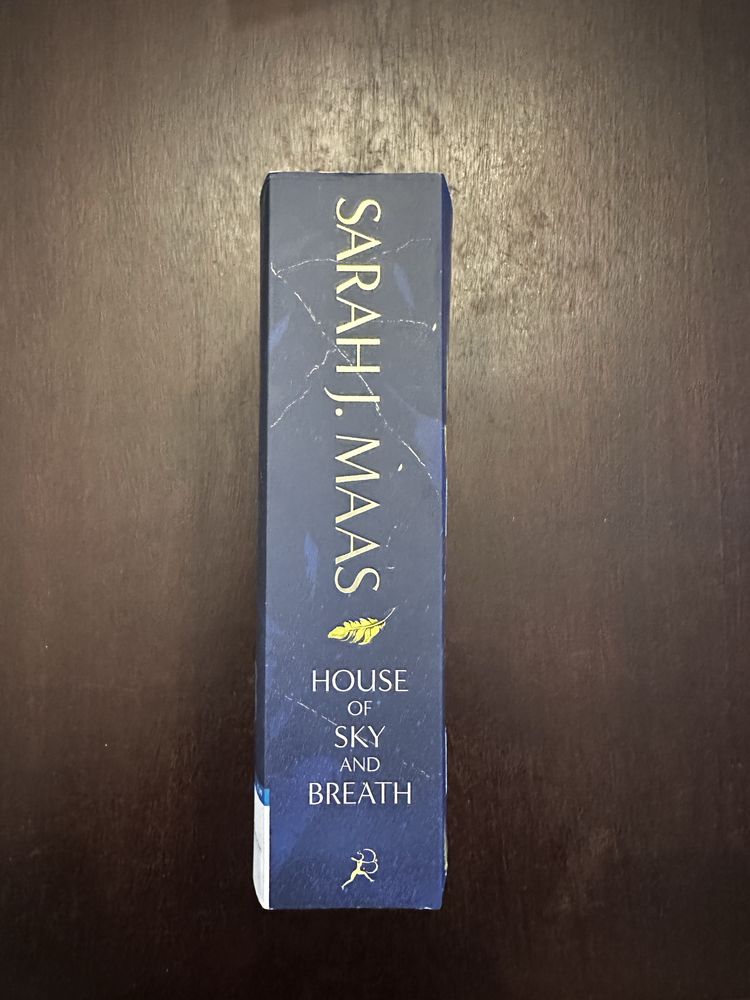 SARAH J. MAAS
HOUSE
OF
SKY
AND
BREATH